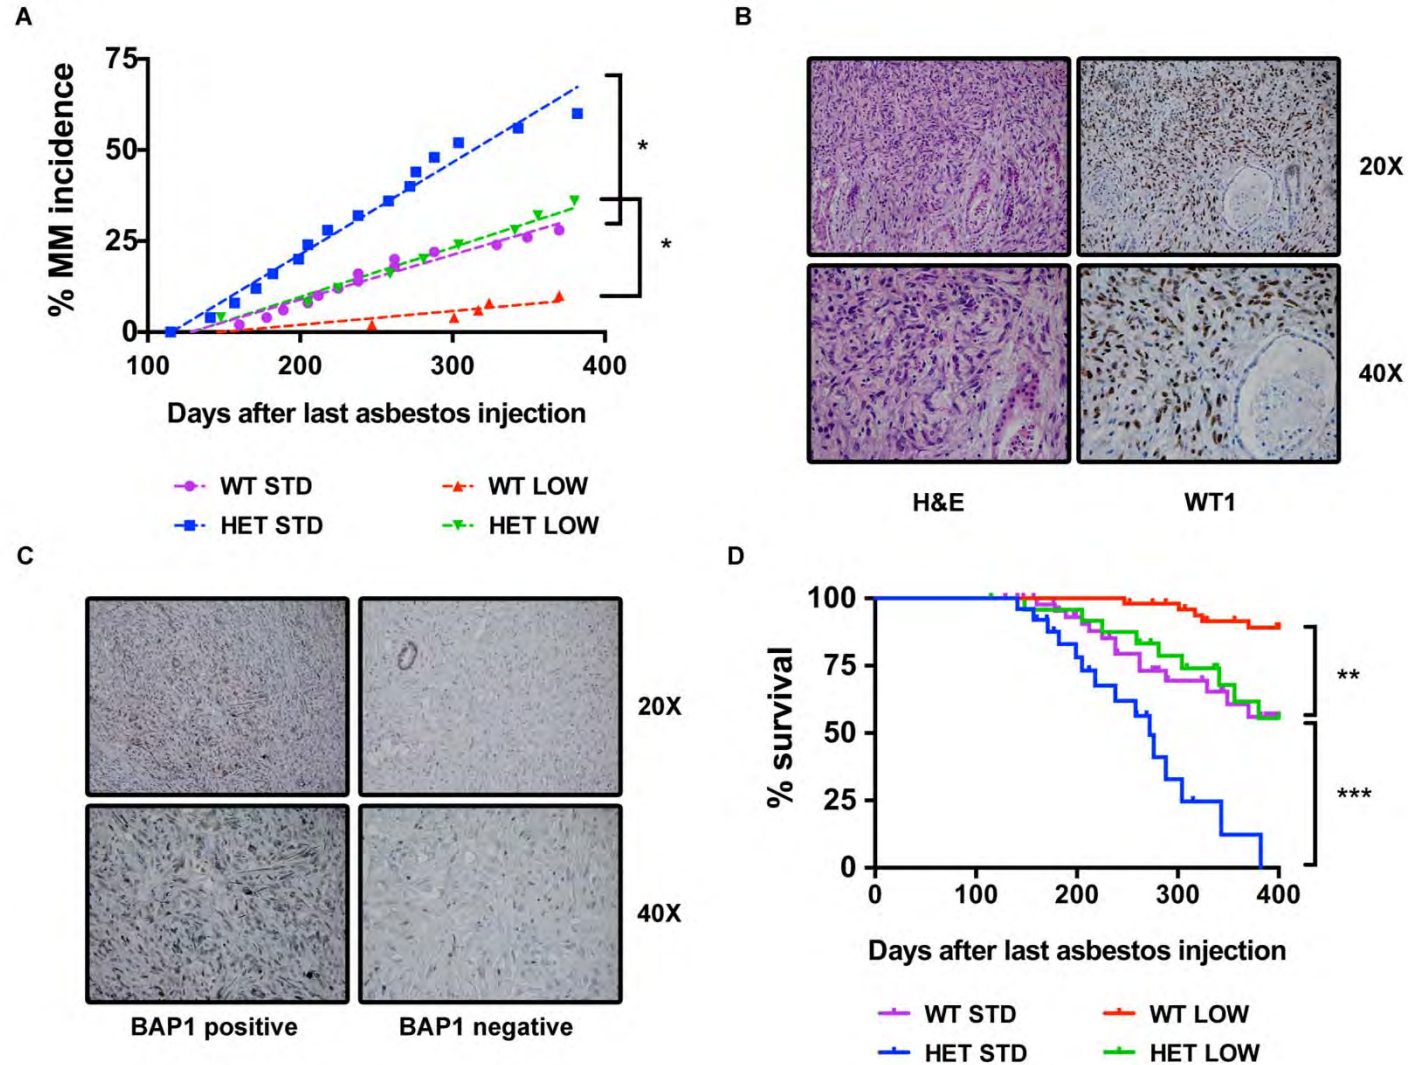 A
% MM incidence
75
50
25
0
100 200 300 400
*
*
Days after last asbestos injection
WT STD WT LOW
HET STD HET LOW
B
20X
40X
H&E WT1
C
20X
40X
BAP1 positive BAP1 negative
D
% survival
100
75
50
25
0
0 100 200 300 400
**
***
Days after last asbestos injection
WT STD WT LOW
HET STD HET LOW